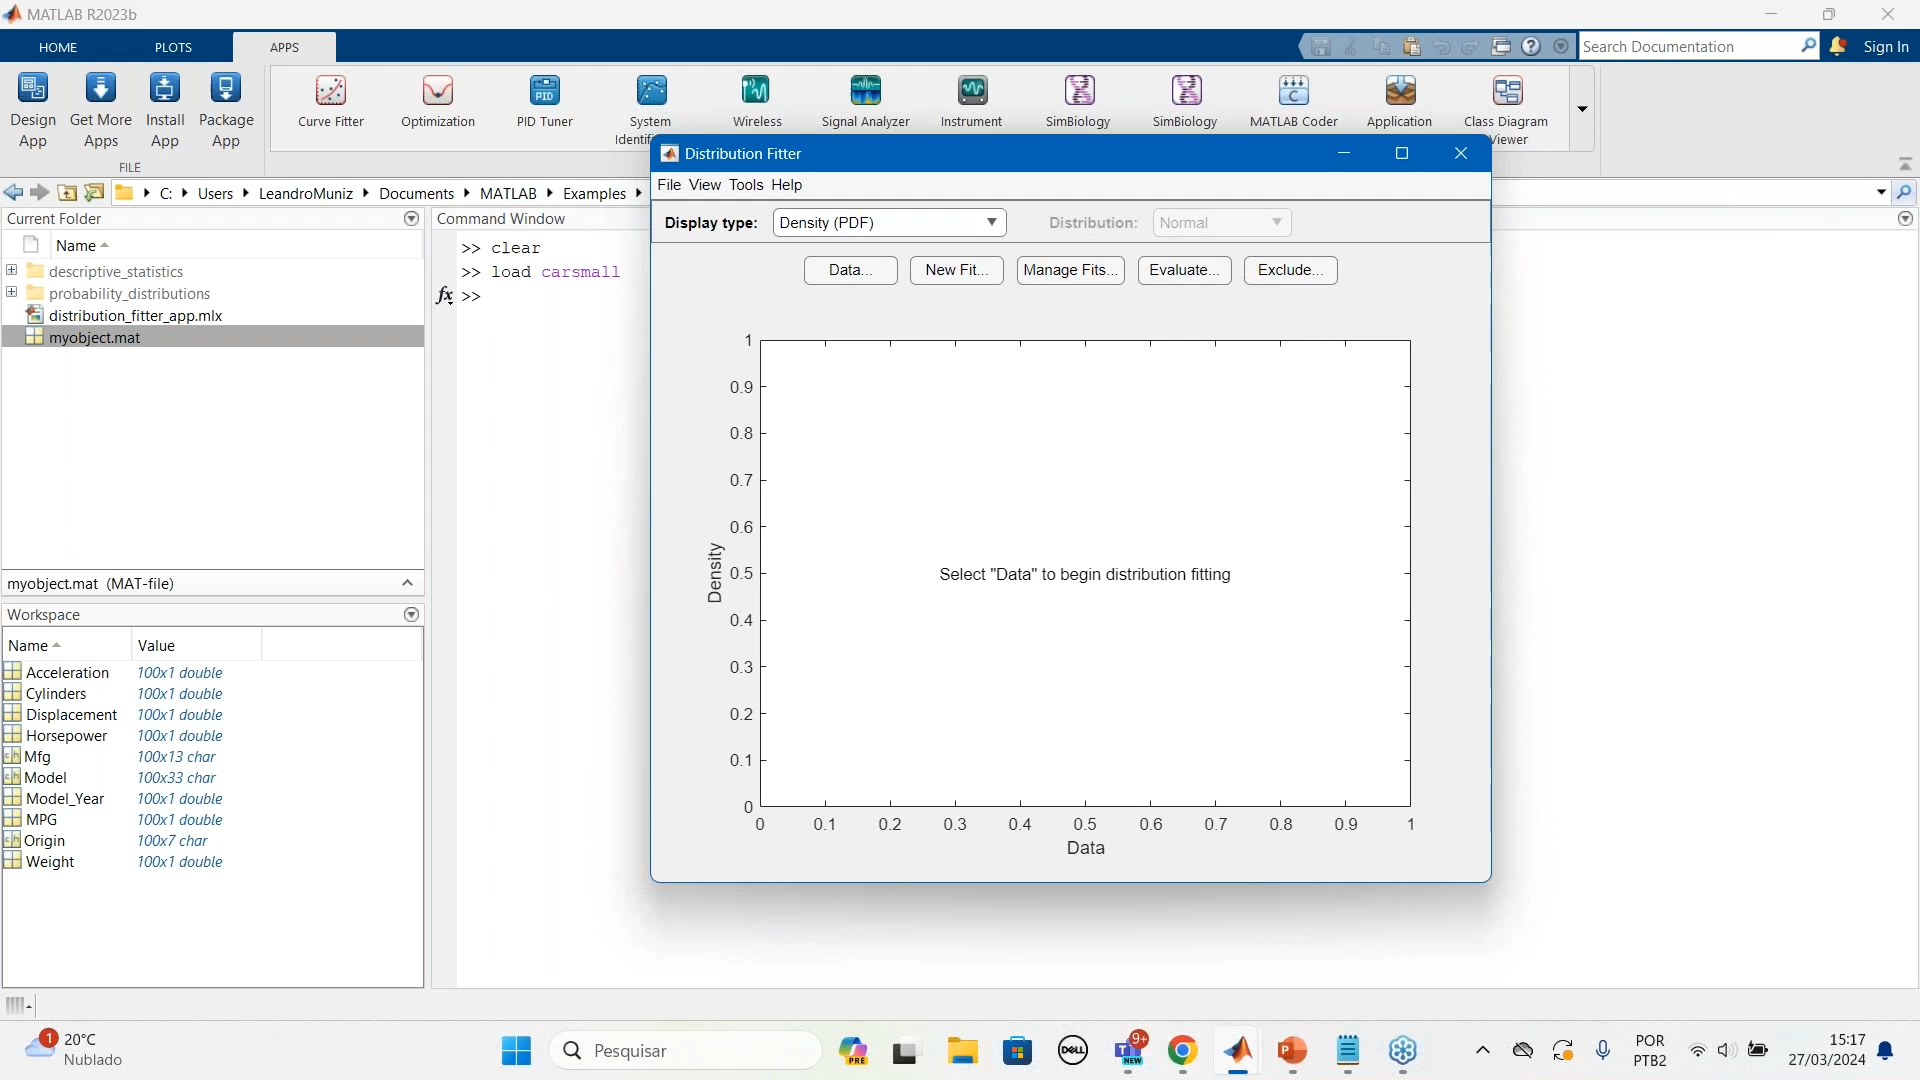 MATLAB R2023b
HOME PLOTS APPS
Search Documentation Sign In
Design App
Get More Apps
Install App
Package App
FILE
Curve Fitter
Optimization
PID
PID Tuner
System
Wireless
Signal Analyzer
Instrument
SimBiology
SimBiology
C
MATLAB Coder
Application
Class Diagram Viewer
C: Users LeandroMuniz Documents MATLAB Examples
Current Folder
Name
descriptive_statistics
probability_distributions
distribution_fitter_app.mlx
myobject.mat
myobject.mat (MAT-file)
Workspace
Name Value
Acceleration 100x1 double
Cylinders 100x1 double
Displacement 100x1 double
Horsepower 100x1 double
Mfg 100x13 char
Model 100x33 char
Model_Year 100x1 double
MPG 100x1 double
Origin 100x7 char
Weight 100x1 double
Command Window
>> clear
>> load carsmall
fx >>
Distribution Fitter
File View Tools Help
Display type: Density (PDF) Distribution: Normal
Data... New Fit... Manage Fits... Evaluate... Exclude...
1
0.9
0.8
0.7
0.6
0.5
0.4
0.3
0.2
0.1
0
Density
Select "Data" to begin distribution fitting
0 0.1 0.2 0.3 0.4 0.5 0.6 0.7 0.8 0.9 1
Data
1
20°C
Nublado
Pesquisar
PRE
DELL
9+
NEW
POR
PTB2
15:17
27/03/2024